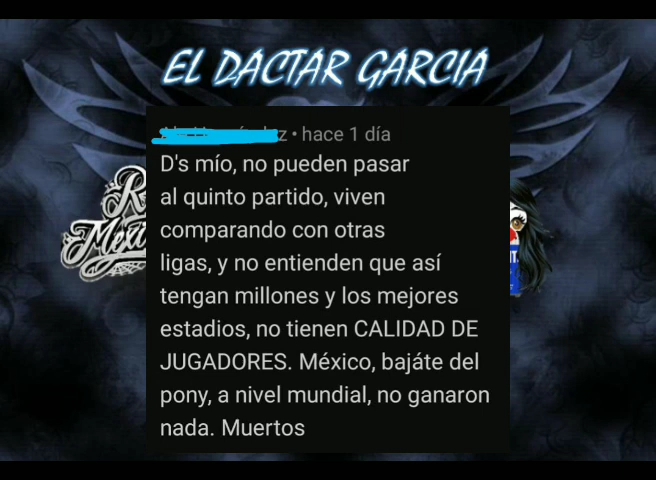 EL DACTAR GARCIA
z • hace 1 día
D's mío, no pueden pasar
al quinto partido, viven
comparando con otras
ligas, y no entienden que así
tengan millones y los mejores
estadios, no tienen CALIDAD DE
JUGADORES. México, bajáte del
pony, a nivel mundial, no ganaron
nada. Muertos